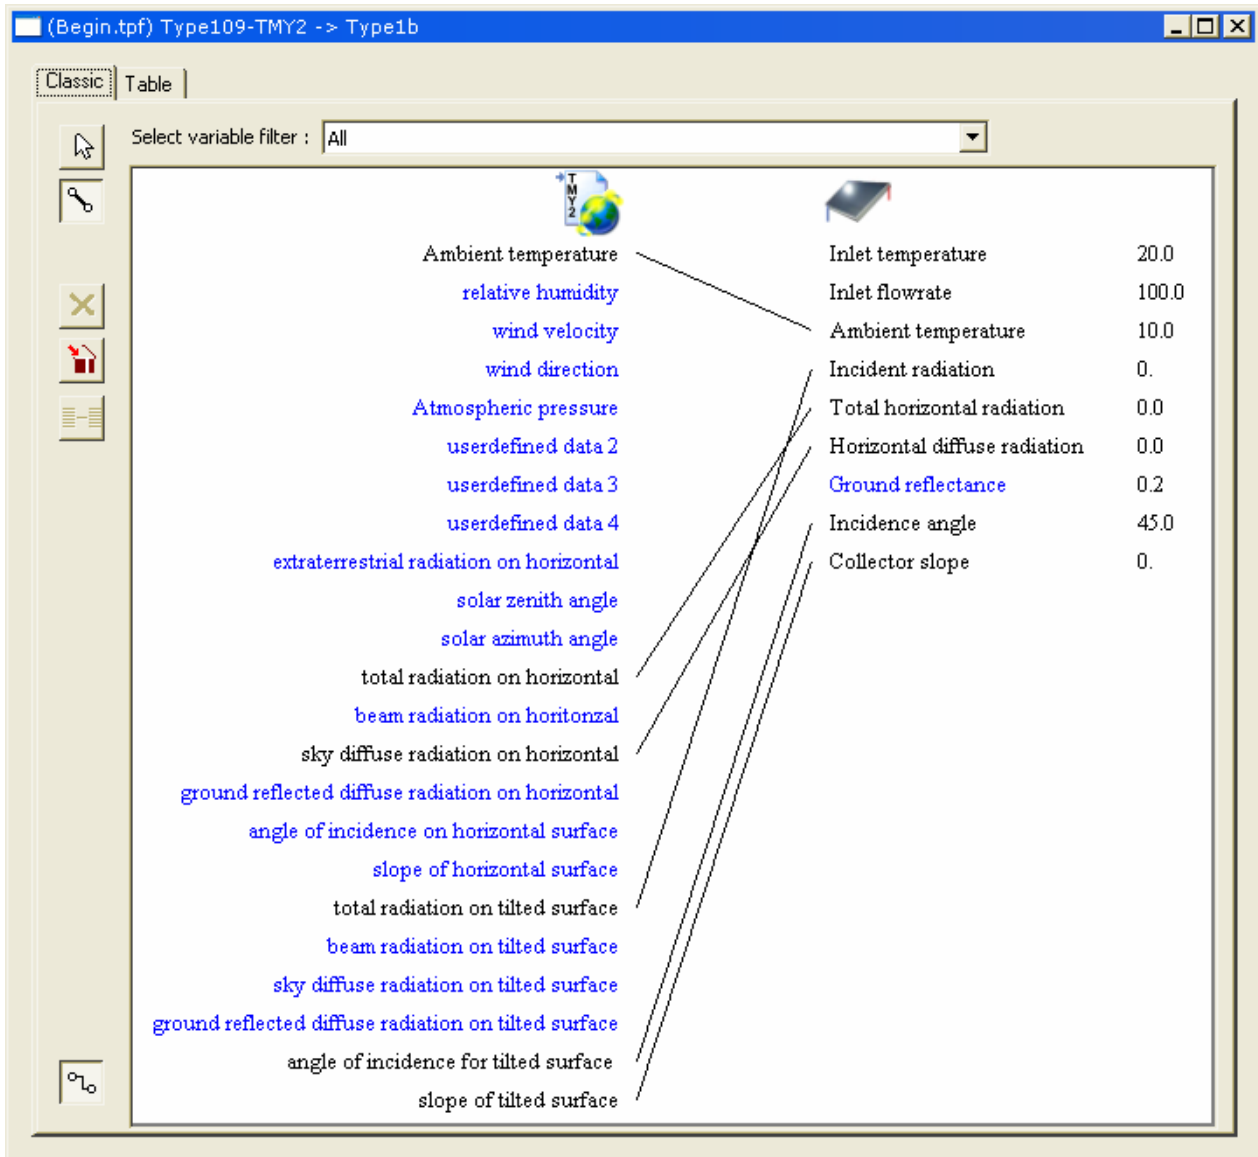 (Begin.tpf) Type109-TMY2 -> Type1b
Classic Table
Select variable filter : All
TMY2
Ambient temperature Inlet temperature 20.0
relative humidity Inlet flowrate 100.0
wind velocity Ambient temperature 10.0
wind direction Incident radiation 0.
Atmospheric pressure Total horizontal radiation 0.0
userdefined data 2 Horizontal diffuse radiation 0.0
userdefined data 3 Ground reflectance 0.2
userdefined data 4 Incidence angle 45.0
extraterrestrial radiation on horizontal Collector slope 0.
solar zenith angle
solar azimuth angle
total radiation on horizontal
beam radiation on horitonzal
sky diffuse radiation on horizontal
ground reflected diffuse radiation on horizontal
angle of incidence on horizontal surface
slope of horizontal surface
total radiation on tilted surface
beam radiation on tilted surface
sky diffuse radiation on tilted surface
ground reflected diffuse radiation on tilted surface
angle of incidence for tilted surface
slope of tilted surface